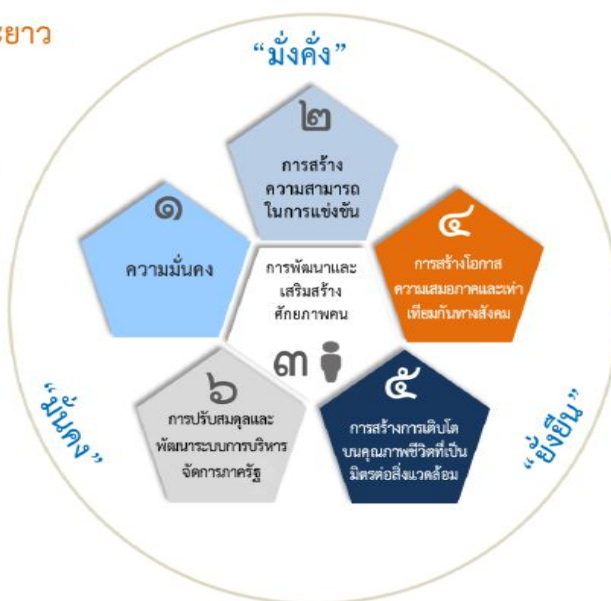 ะยาว
“มั่งคั่ง”
๒
การสร้าง
ความสามารถ
ในการแข่งขัน
๑
ความมั่นคง
๔
การสร้างโอกาส
ความเสมอภาคและเท่า
เทียมกันทางสังคม
การพัฒนาและ
เสริมสร้าง
ศักยภาพคน
๓
๖
การปรับสมดุลและ
พัฒนาระบบการบริหาร
จัดการภาครัฐ
๕
การสร้างการเติบโต
บนคุณภาพชีวิตที่เป็น
มิตรต่อสิ่งแวดล้อม
“มั่นคง”
“ยั่งยืน”